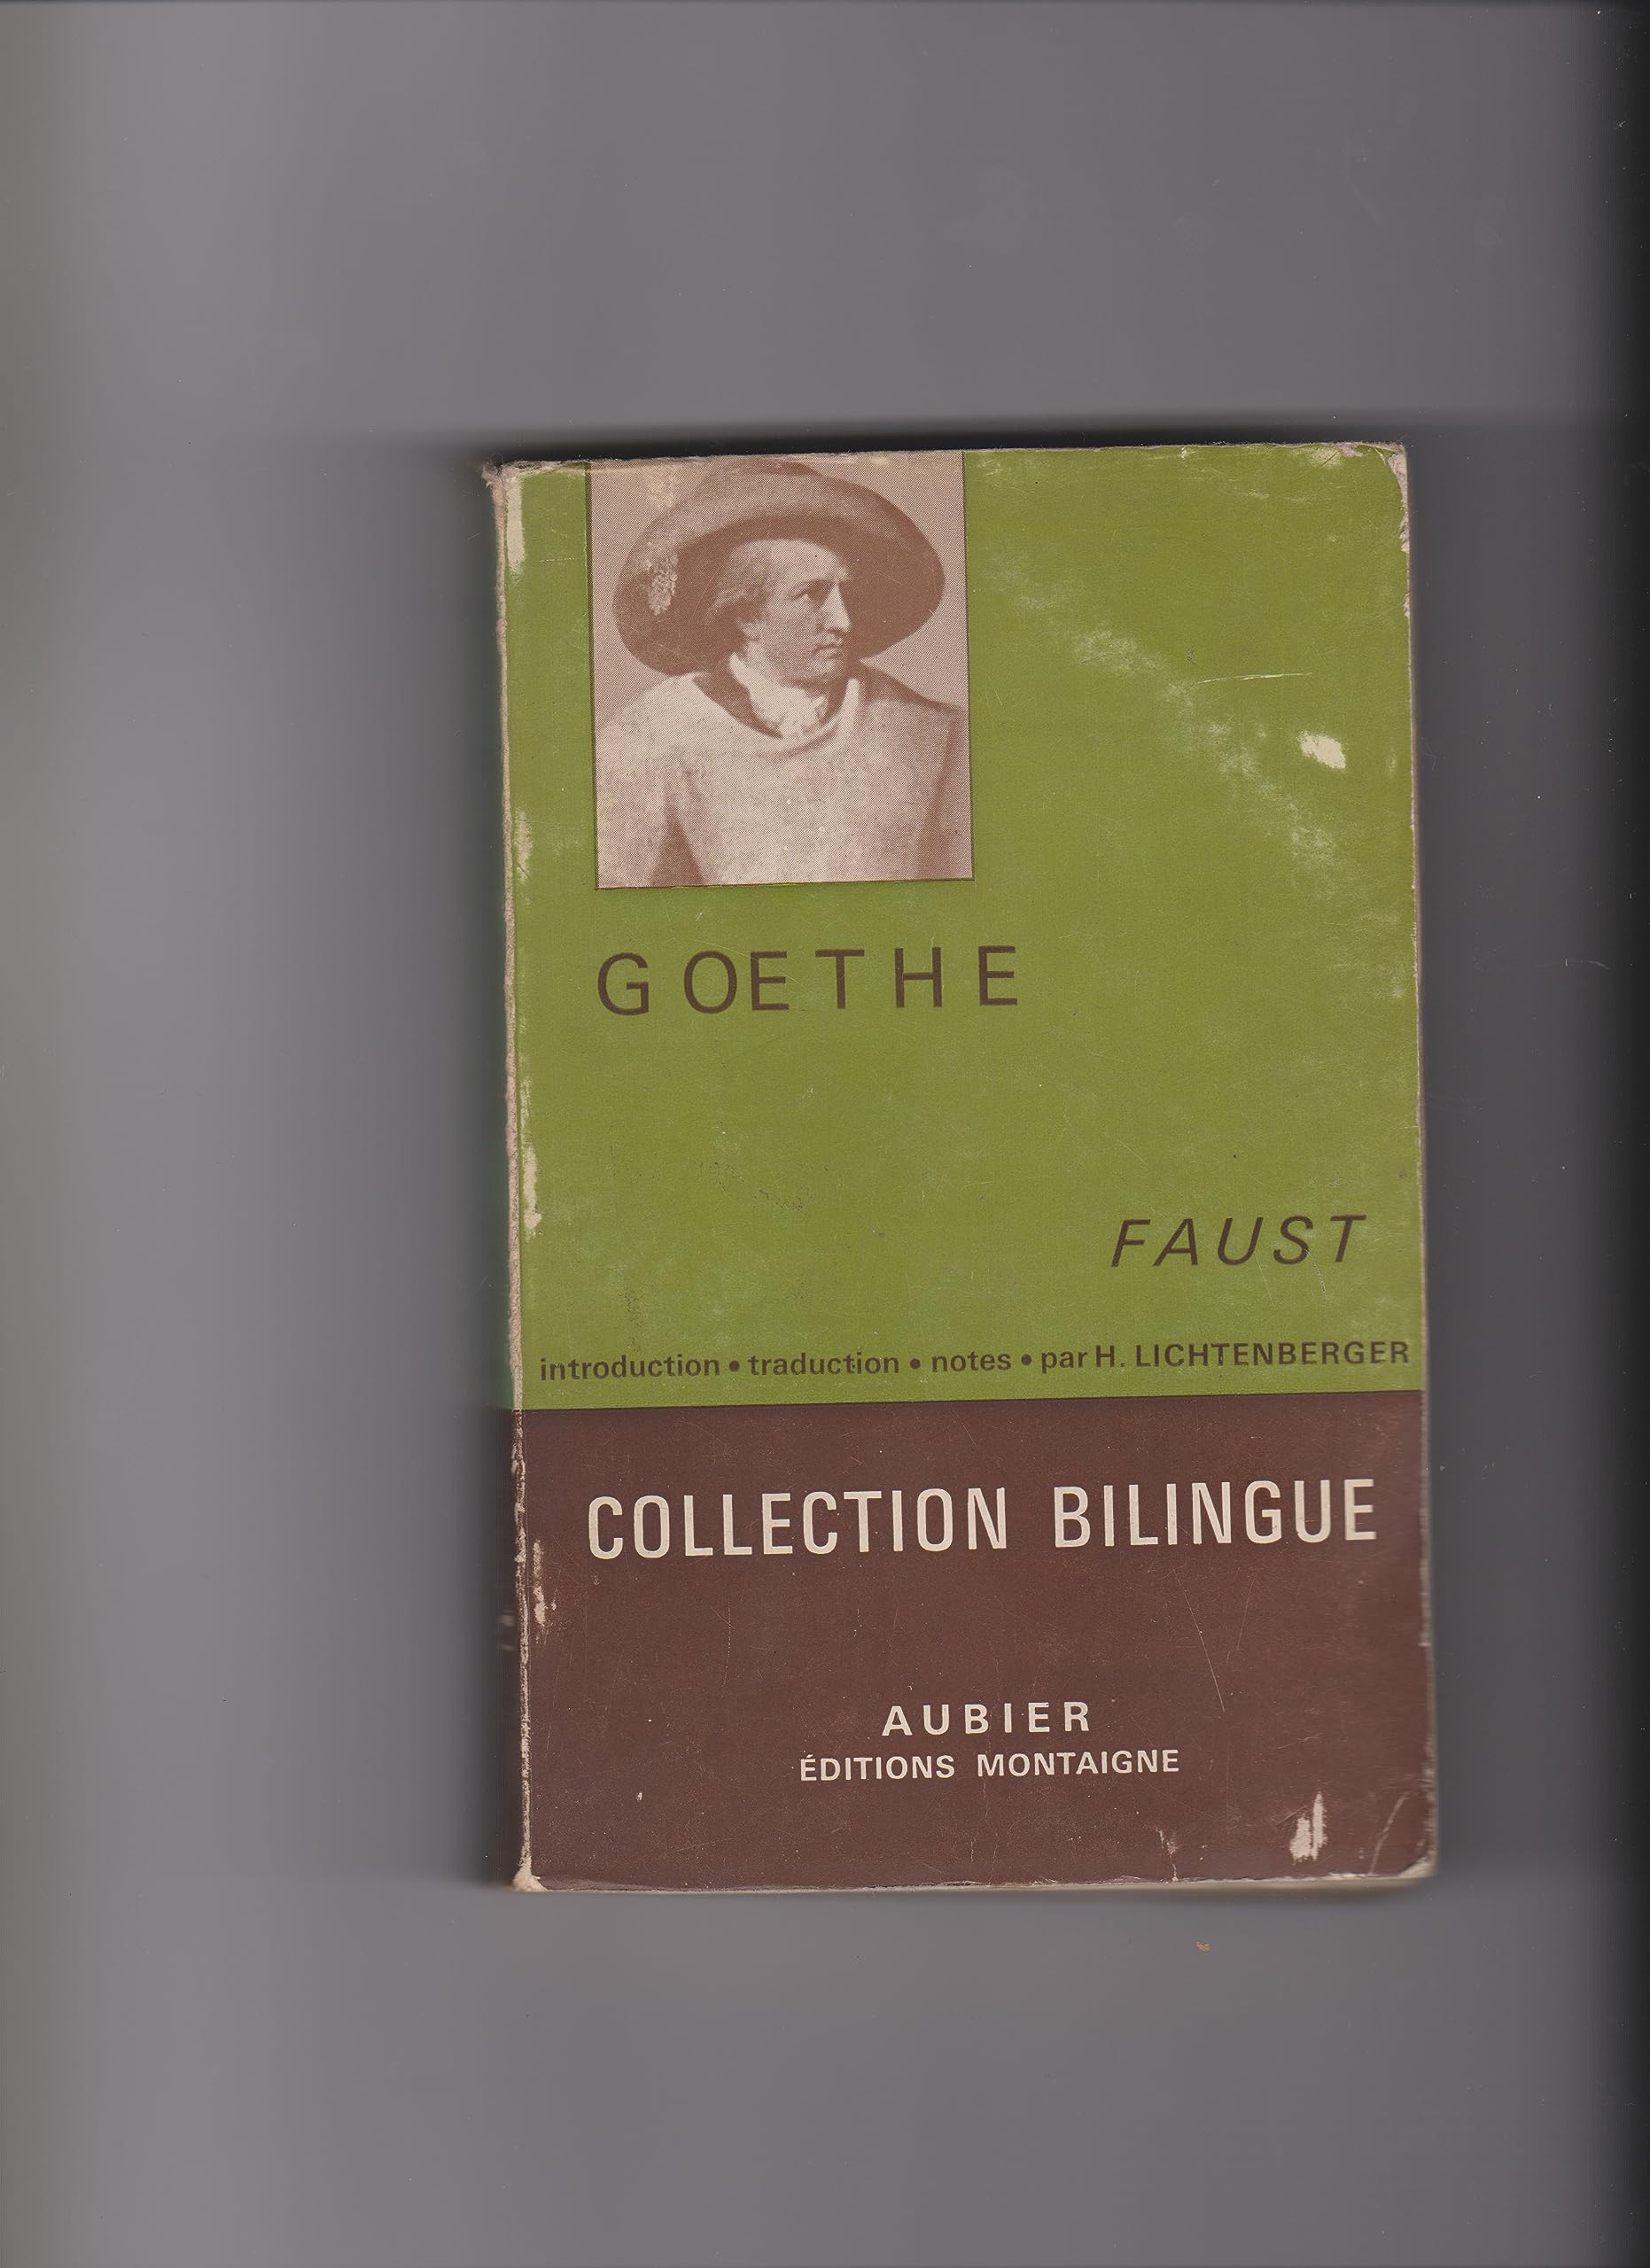 GOETHE
FAUST
introduction • traduction • notes • par H. LICHTENBERGER
COLLECTION BILINGUE
AUBIER
ÉDITIONS MONTAIGNE